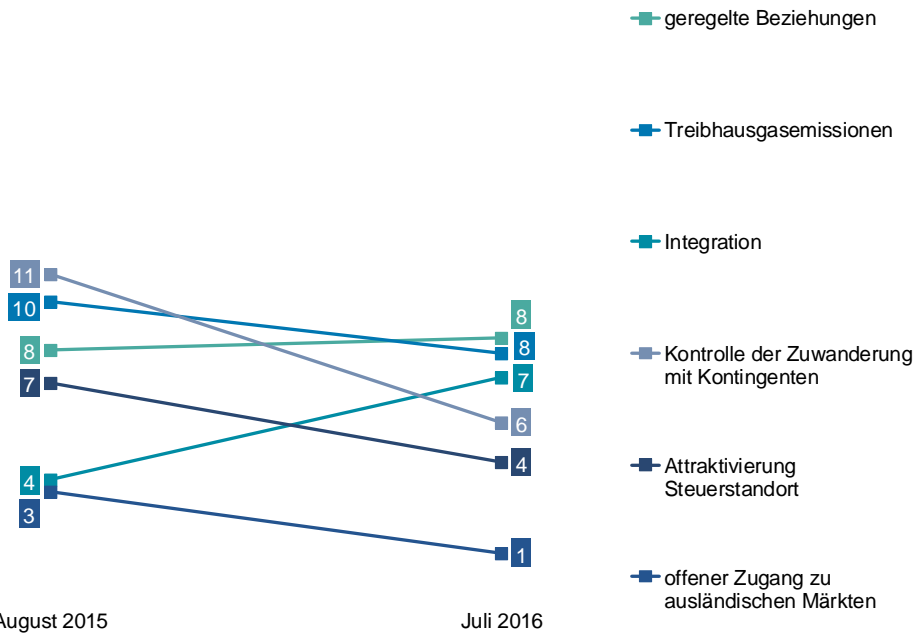 geregelte Beziehungen
Treibhausgasemissionen
Integration
Kontrolle der Zuwanderung
mit Kontingenten
Attraktivierung
Steuerstandort
offener Zugang zu
ausländischen Märkten
11
10
8
7
4
3
8
8
7
6
4
1
August 2015
Juli 2016